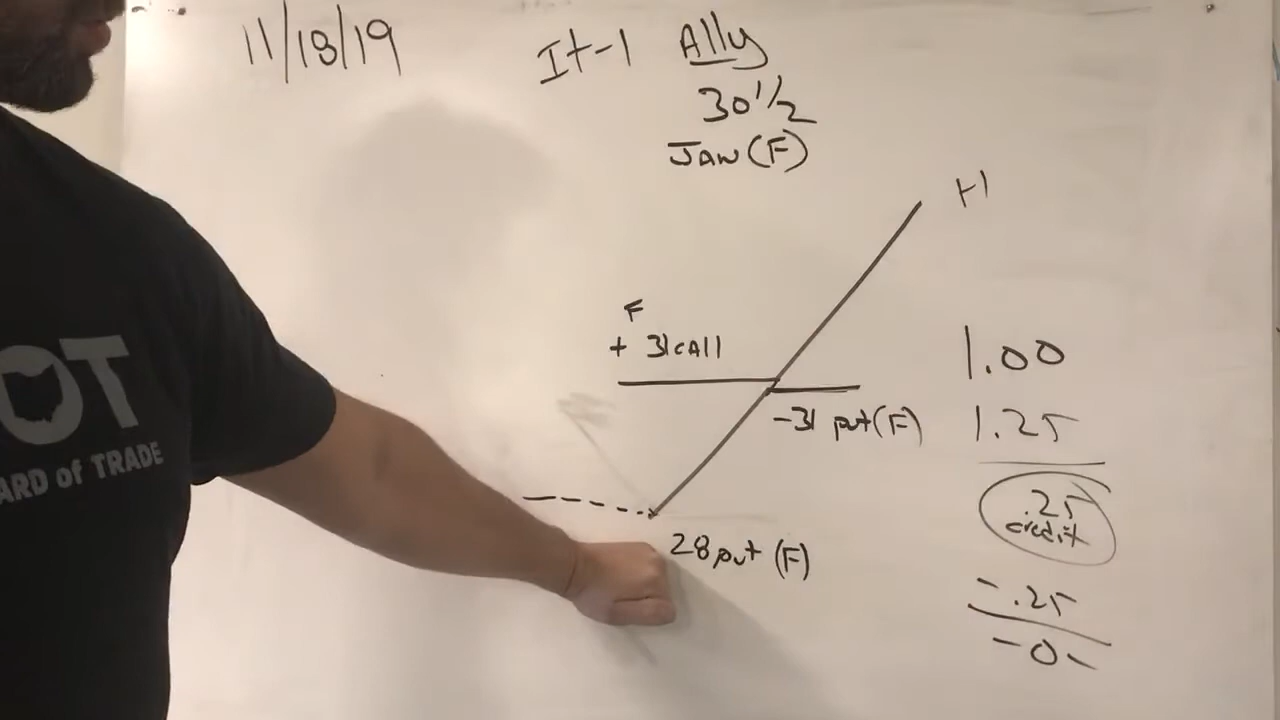 11/18/19
It-1 Ally
30 1/2
JAN (F)
+1
F
+ 31 call
-31 put (F)
28 put (F)
1.00
1.25
.25
credit
- .25
-0-
OT
ARD of TRADE